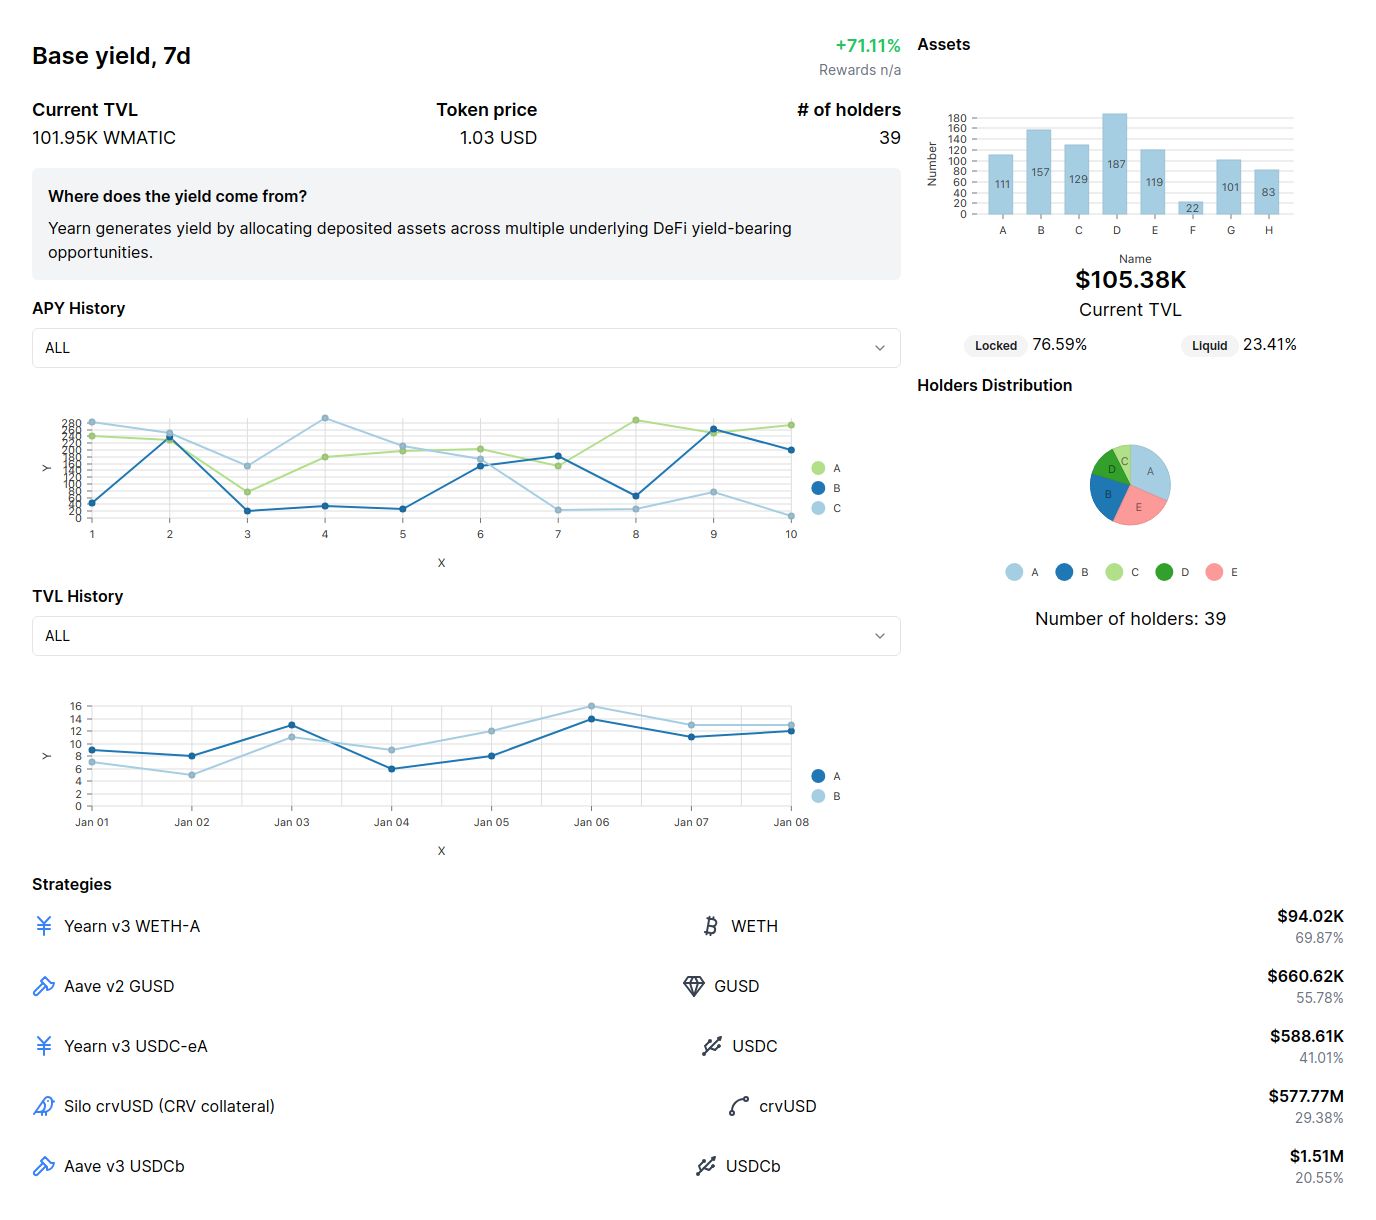 Base yield, 7d
+71.11%
Rewards n/a
Current TVL
101.95K WMATIC
Token price
1.03 USD
# of holders
39
Where does the yield come from?
Yearn generates yield by allocating deposited assets across multiple underlying DeFi yield-bearing
opportunities.
APY History
ALL
Y
280
260
240
220
200
180
160
140
120
100
80
60
40
20
0
1 2 3 4 5 6 7 8 9 10
X
A
B
C
TVL History
ALL
Y
16
14
12
10
8
6
4
2
0
Jan 01 Jan 02 Jan 03 Jan 04 Jan 05 Jan 06 Jan 07 Jan 08
X
A
B
Assets
Number
180
160
140
120
100
80
60
40
20
0
111 157 129 187 119 22 101 83
A B C D E F G H
Name
$105.38K
Current TVL
Locked 76.59%
Liquid 23.41%
Holders Distribution
C
A
D
B
E
A B C D E
Number of holders: 39
Strategies
Yearn v3 WETH-A
WETH
$94.02K
69.87%
Aave v2 GUSD
GUSD
$660.62K
55.78%
Yearn v3 USDC-eA
USDC
$588.61K
41.01%
Silo crvUSD (CRV collateral)
crvUSD
$577.77M
29.38%
Aave v3 USDCb
USDCb
$1.51M
20.55%